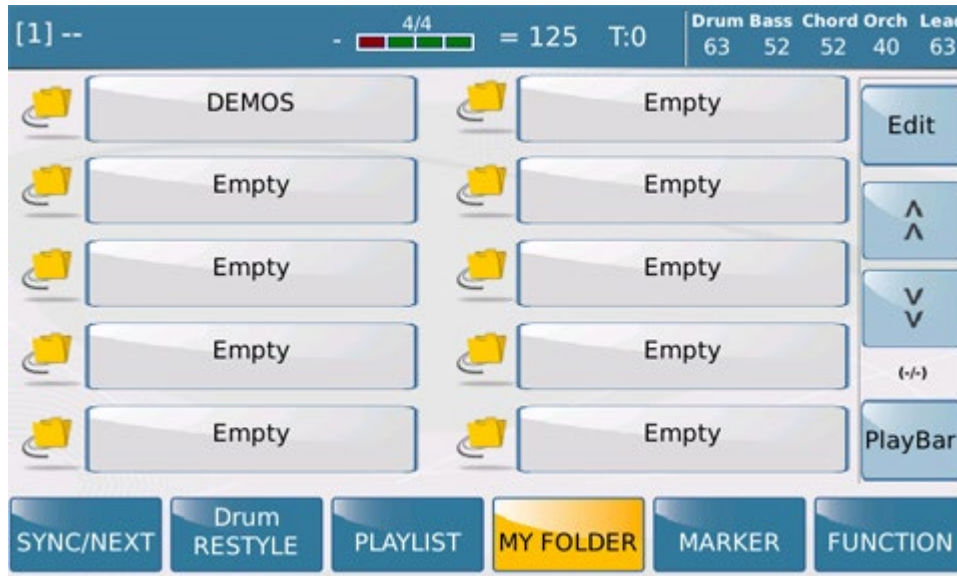 [1] --
- 4/4 = 125 T:0
Drum Bass Chord Orch Lead
63 52 52 40 63
DEMOS Empty
Edit
Empty Empty
^
^
Empty Empty
v
v
Empty Empty
(-/-)
Empty Empty
PlayBar
SYNC/NEXT
Drum
RESTYLE
PLAYLIST
MY FOLDER
MARKER
FUNCTION